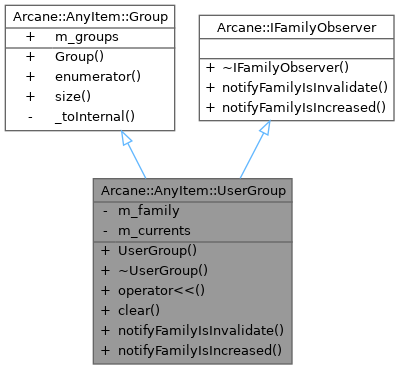 Arcane::AnyItem::Group
+ m_groups
+ Group()
+ enumerator()
+ size()
- _toInternal()
Arcane::IFamilyObserver
+ ~IFamilyObserver()
+ notifyFamilyIsInvalidate()
+ notifyFamilyIsIncreased()
Arcane::AnyItem::UserGroup
- m_family
- m_currents
+ UserGroup()
+ ~UserGroup()
+ operator<<()
+ clear()
+ notifyFamilyIsInvalidate()
+ notifyFamilyIsIncreased()